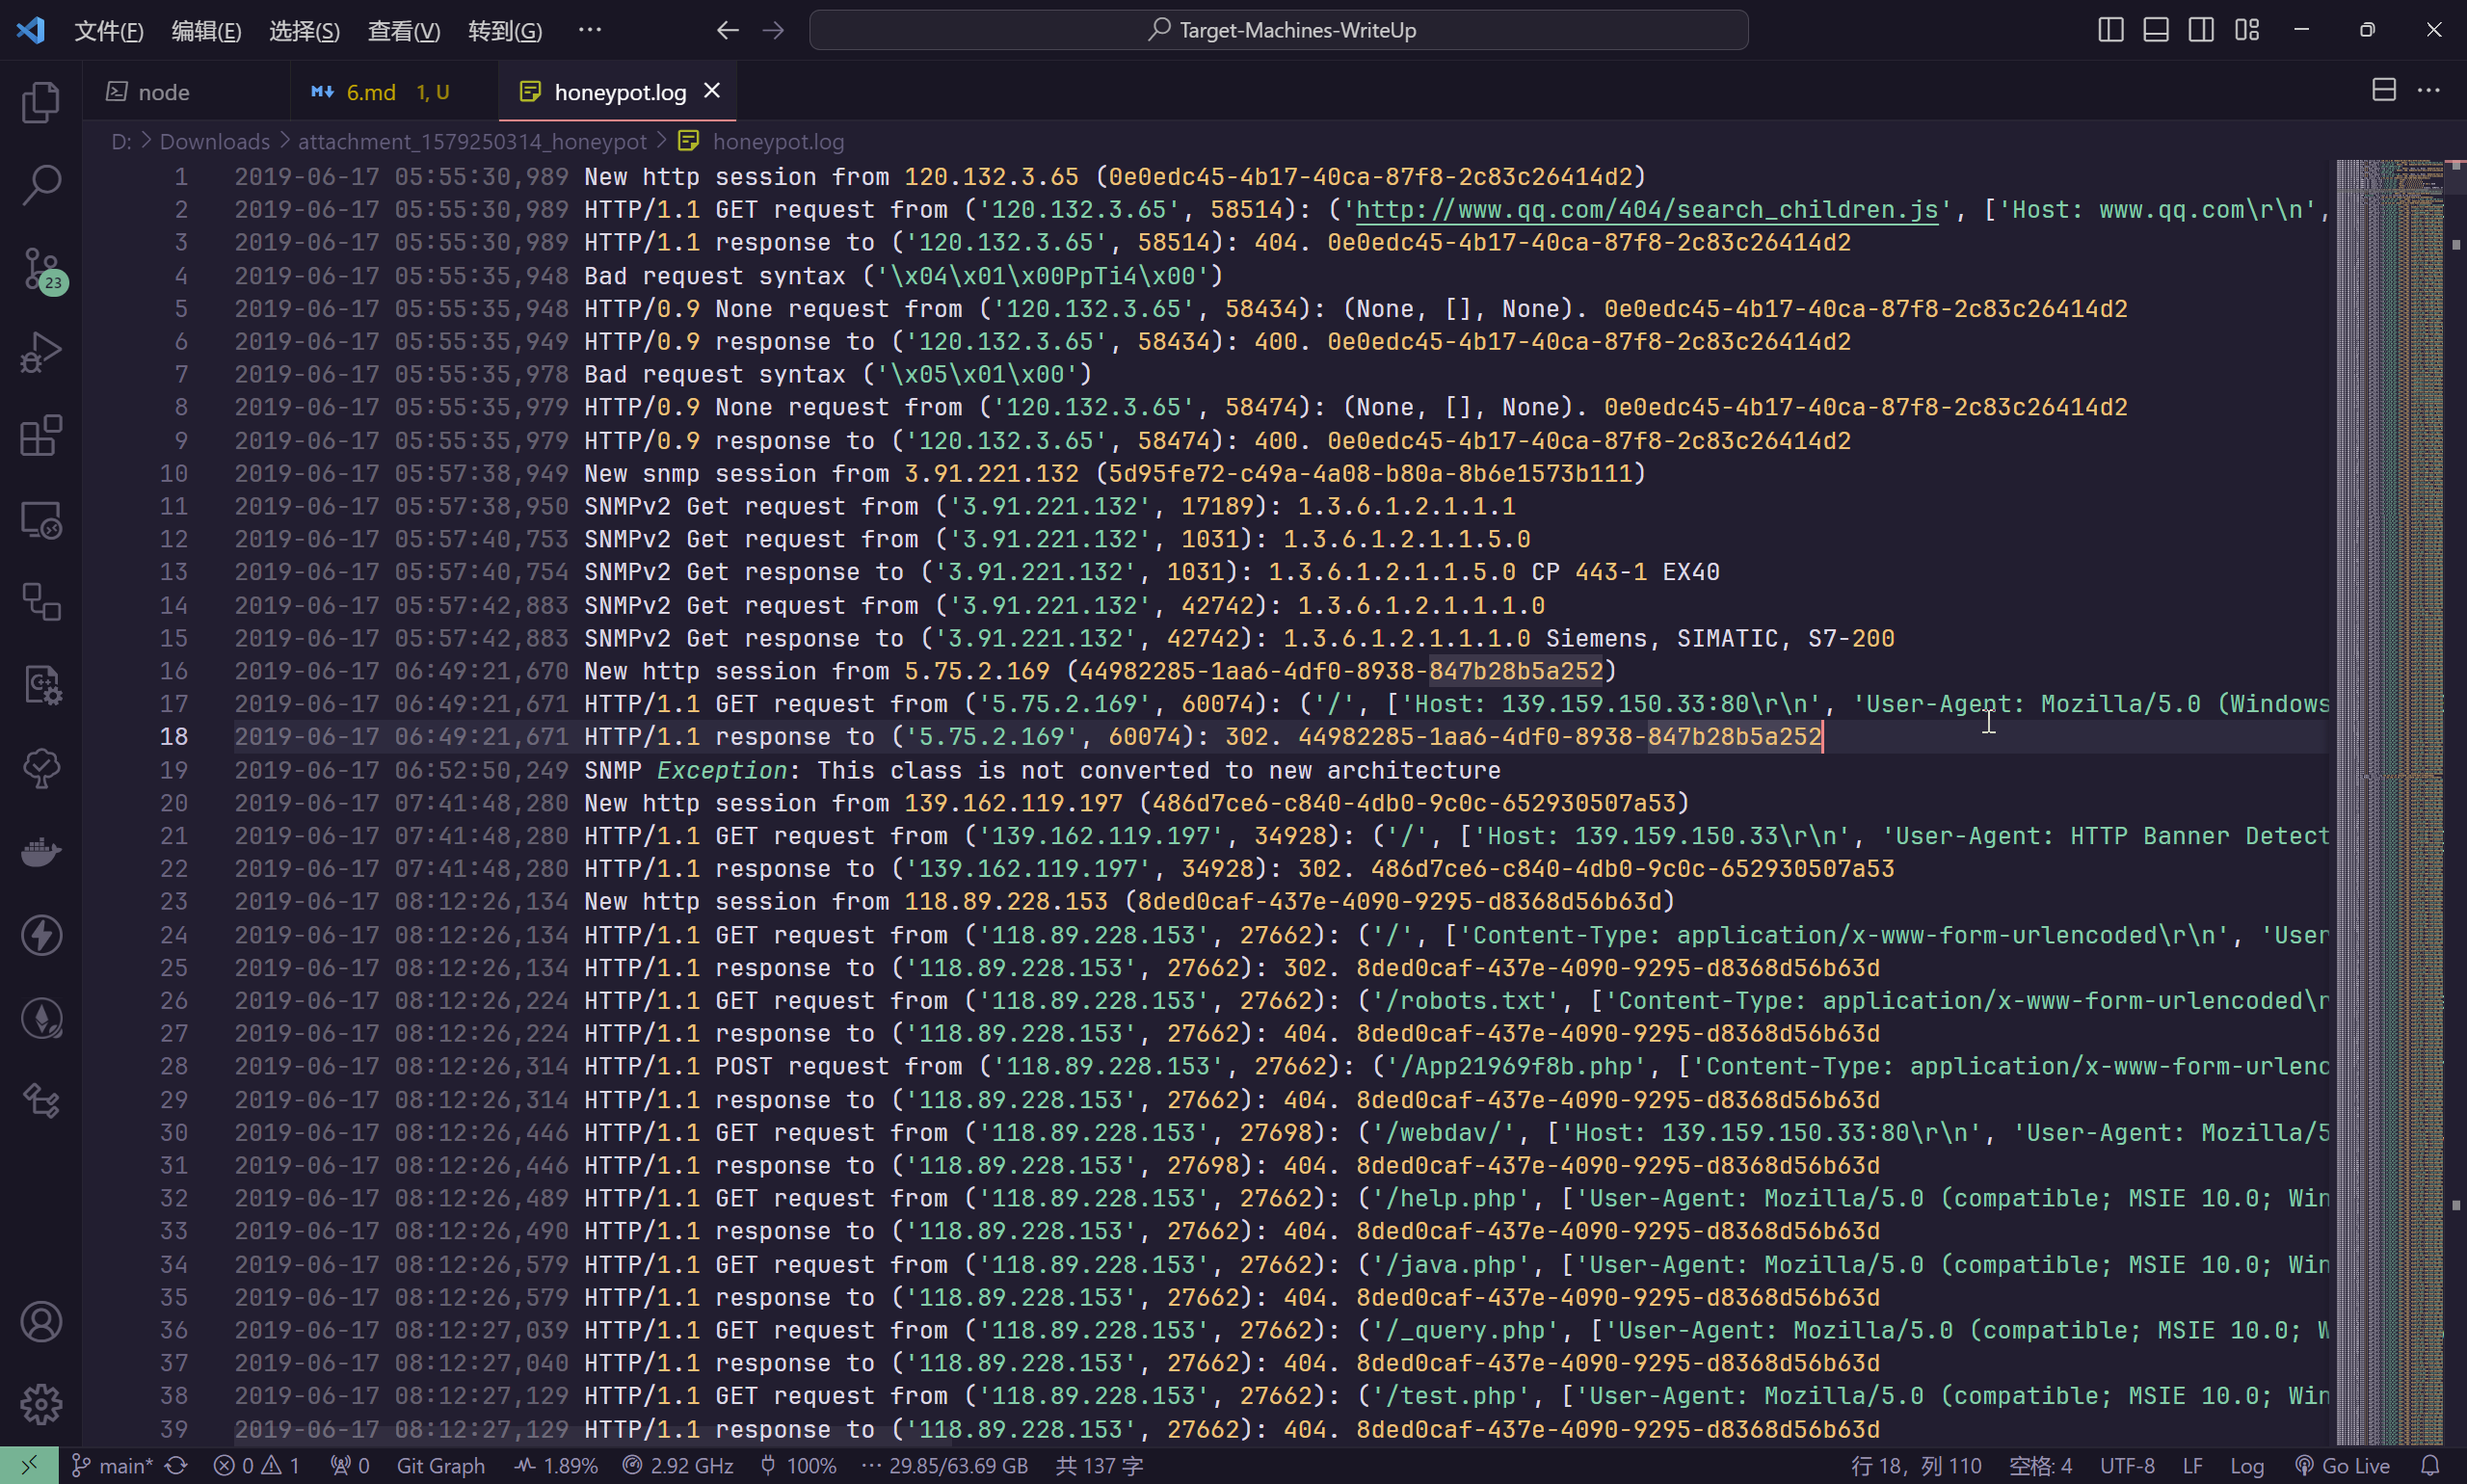 文件(F) 编辑(E) 选择(S) 查看(V) 转到(G) ··· Target-Machines-WriteUp
node 6.md 1, U honeypot.log
D: > Downloads > attachment_1579250314_honeypot > honeypot.log
1 2019-06-17 05:55:30,989 New http session from 120.132.3.65 (0e0edc45-4b17-40ca-87f8-2c83c26414d2)
2 2019-06-17 05:55:30,989 HTTP/1.1 GET request from ('120.132.3.65', 58514): ('http://www.qq.com/404/search_children.js', ['Host: www.qq.com\r\n',
3 2019-06-17 05:55:30,989 HTTP/1.1 response to ('120.132.3.65', 58514): 404. 0e0edc45-4b17-40ca-87f8-2c83c26414d2
4 2019-06-17 05:55:35,948 Bad request syntax ('\x04\x01\x00PpTi4\x00')
5 2019-06-17 05:55:35,948 HTTP/0.9 None request from ('120.132.3.65', 58434): (None, [], None). 0e0edc45-4b17-40ca-87f8-2c83c26414d2
6 2019-06-17 05:55:35,949 HTTP/0.9 response to ('120.132.3.65', 58434): 400. 0e0edc45-4b17-40ca-87f8-2c83c26414d2
7 2019-06-17 05:55:35,978 Bad request syntax ('\x05\x01\x00')
8 2019-06-17 05:55:35,979 HTTP/0.9 None request from ('120.132.3.65', 58474): (None, [], None). 0e0edc45-4b17-40ca-87f8-2c83c26414d2
9 2019-06-17 05:55:35,979 HTTP/0.9 response to ('120.132.3.65', 58474): 400. 0e0edc45-4b17-40ca-87f8-2c83c26414d2
10 2019-06-17 05:57:38,949 New snmp session from 3.91.221.132 (5d95fe72-c49a-4a08-b80a-8b6e1573b111)
11 2019-06-17 05:57:38,950 SNMPv2 Get request from ('3.91.221.132', 17189): 1.3.6.1.2.1.1.1
12 2019-06-17 05:57:40,753 SNMPv2 Get request from ('3.91.221.132', 1031): 1.3.6.1.2.1.1.5.0
13 2019-06-17 05:57:40,754 SNMPv2 Get response to ('3.91.221.132', 1031): 1.3.6.1.2.1.1.5.0 CP 443-1 EX40
14 2019-06-17 05:57:42,883 SNMPv2 Get request from ('3.91.221.132', 42742): 1.3.6.1.2.1.1.1.0
15 2019-06-17 05:57:42,883 SNMPv2 Get response to ('3.91.221.132', 42742): 1.3.6.1.2.1.1.1.0 Siemens, SIMATIC, S7-200
16 2019-06-17 06:49:21,670 New http session from 5.75.2.169 (44982285-1aa6-4df0-8938-847b28b5a252)
17 2019-06-17 06:49:21,671 HTTP/1.1 GET request from ('5.75.2.169', 60074): ('/', ['Host: 139.159.150.33:80\r\n', 'User-Agent: Mozilla/5.0 (Windows
18 2019-06-17 06:49:21,671 HTTP/1.1 response to ('5.75.2.169', 60074): 302. 44982285-1aa6-4df0-8938-847b28b5a252
19 2019-06-17 06:52:50,249 SNMP Exception: This class is not converted to new architecture
20 2019-06-17 07:41:48,280 New http session from 139.162.119.197 (486d7ce6-c840-4db0-9c0c-652930507a53)
21 2019-06-17 07:41:48,280 HTTP/1.1 GET request from ('139.162.119.197', 34928): ('/', ['Host: 139.159.150.33\r\n', 'User-Agent: HTTP Banner Detect
22 2019-06-17 07:41:48,280 HTTP/1.1 response to ('139.162.119.197', 34928): 302. 486d7ce6-c840-4db0-9c0c-652930507a53
23 2019-06-17 08:12:26,134 New http session from 118.89.228.153 (8ded0caf-437e-4090-9295-d8368d56b63d)
24 2019-06-17 08:12:26,134 HTTP/1.1 GET request from ('118.89.228.153', 27662): ('/', ['Content-Type: application/x-www-form-urlencoded\r\n', 'User
25 2019-06-17 08:12:26,134 HTTP/1.1 response to ('118.89.228.153', 27662): 302. 8ded0caf-437e-4090-9295-d8368d56b63d
26 2019-06-17 08:12:26,224 HTTP/1.1 GET request from ('118.89.228.153', 27662): ('/robots.txt', ['Content-Type: application/x-www-form-urlencoded\r
27 2019-06-17 08:12:26,224 HTTP/1.1 response to ('118.89.228.153', 27662): 404. 8ded0caf-437e-4090-9295-d8368d56b63d
28 2019-06-17 08:12:26,314 HTTP/1.1 POST request from ('118.89.228.153', 27662): ('/App21969f8b.php', ['Content-Type: application/x-www-form-urlenc
29 2019-06-17 08:12:26,314 HTTP/1.1 response to ('118.89.228.153', 27662): 404. 8ded0caf-437e-4090-9295-d8368d56b63d
30 2019-06-17 08:12:26,446 HTTP/1.1 GET request from ('118.89.228.153', 27698): ('/webdav/', ['Host: 139.159.150.33:80\r\n', 'User-Agent: Mozilla/5
31 2019-06-17 08:12:26,446 HTTP/1.1 response to ('118.89.228.153', 27698): 404. 8ded0caf-437e-4090-9295-d8368d56b63d
32 2019-06-17 08:12:26,489 HTTP/1.1 GET request from ('118.89.228.153', 27662): ('/help.php', ['User-Agent: Mozilla/5.0 (compatible; MSIE 10.0; Win
33 2019-06-17 08:12:26,490 HTTP/1.1 response to ('118.89.228.153', 27662): 404. 8ded0caf-437e-4090-9295-d8368d56b63d
34 2019-06-17 08:12:26,579 HTTP/1.1 GET request from ('118.89.228.153', 27662): ('/java.php', ['User-Agent: Mozilla/5.0 (compatible; MSIE 10.0; Win
35 2019-06-17 08:12:26,579 HTTP/1.1 response to ('118.89.228.153', 27662): 404. 8ded0caf-437e-4090-9295-d8368d56b63d
36 2019-06-17 08:12:27,039 HTTP/1.1 GET request from ('118.89.228.153', 27662): ('/_query.php', ['User-Agent: Mozilla/5.0 (compatible; MSIE 10.0; W
37 2019-06-17 08:12:27,040 HTTP/1.1 response to ('118.89.228.153', 27662): 404. 8ded0caf-437e-4090-9295-d8368d56b63d
38 2019-06-17 08:12:27,129 HTTP/1.1 GET request from ('118.89.228.153', 27662): ('/test.php', ['User-Agent: Mozilla/5.0 (compatible; MSIE 10.0; Win
39 2019-06-17 08:12:27,129 HTTP/1.1 response to ('118.89.228.153', 27662): 404. 8ded0caf-437e-4090-9295-d8368d56b63d
23
main* 0 1 0 Git Graph 1.89% 2.92 GHz 100% ··· 29.85/63.69 GB 共 137 字 行 18，列 110 空格: 4 UTF-8 LF Log Go Live